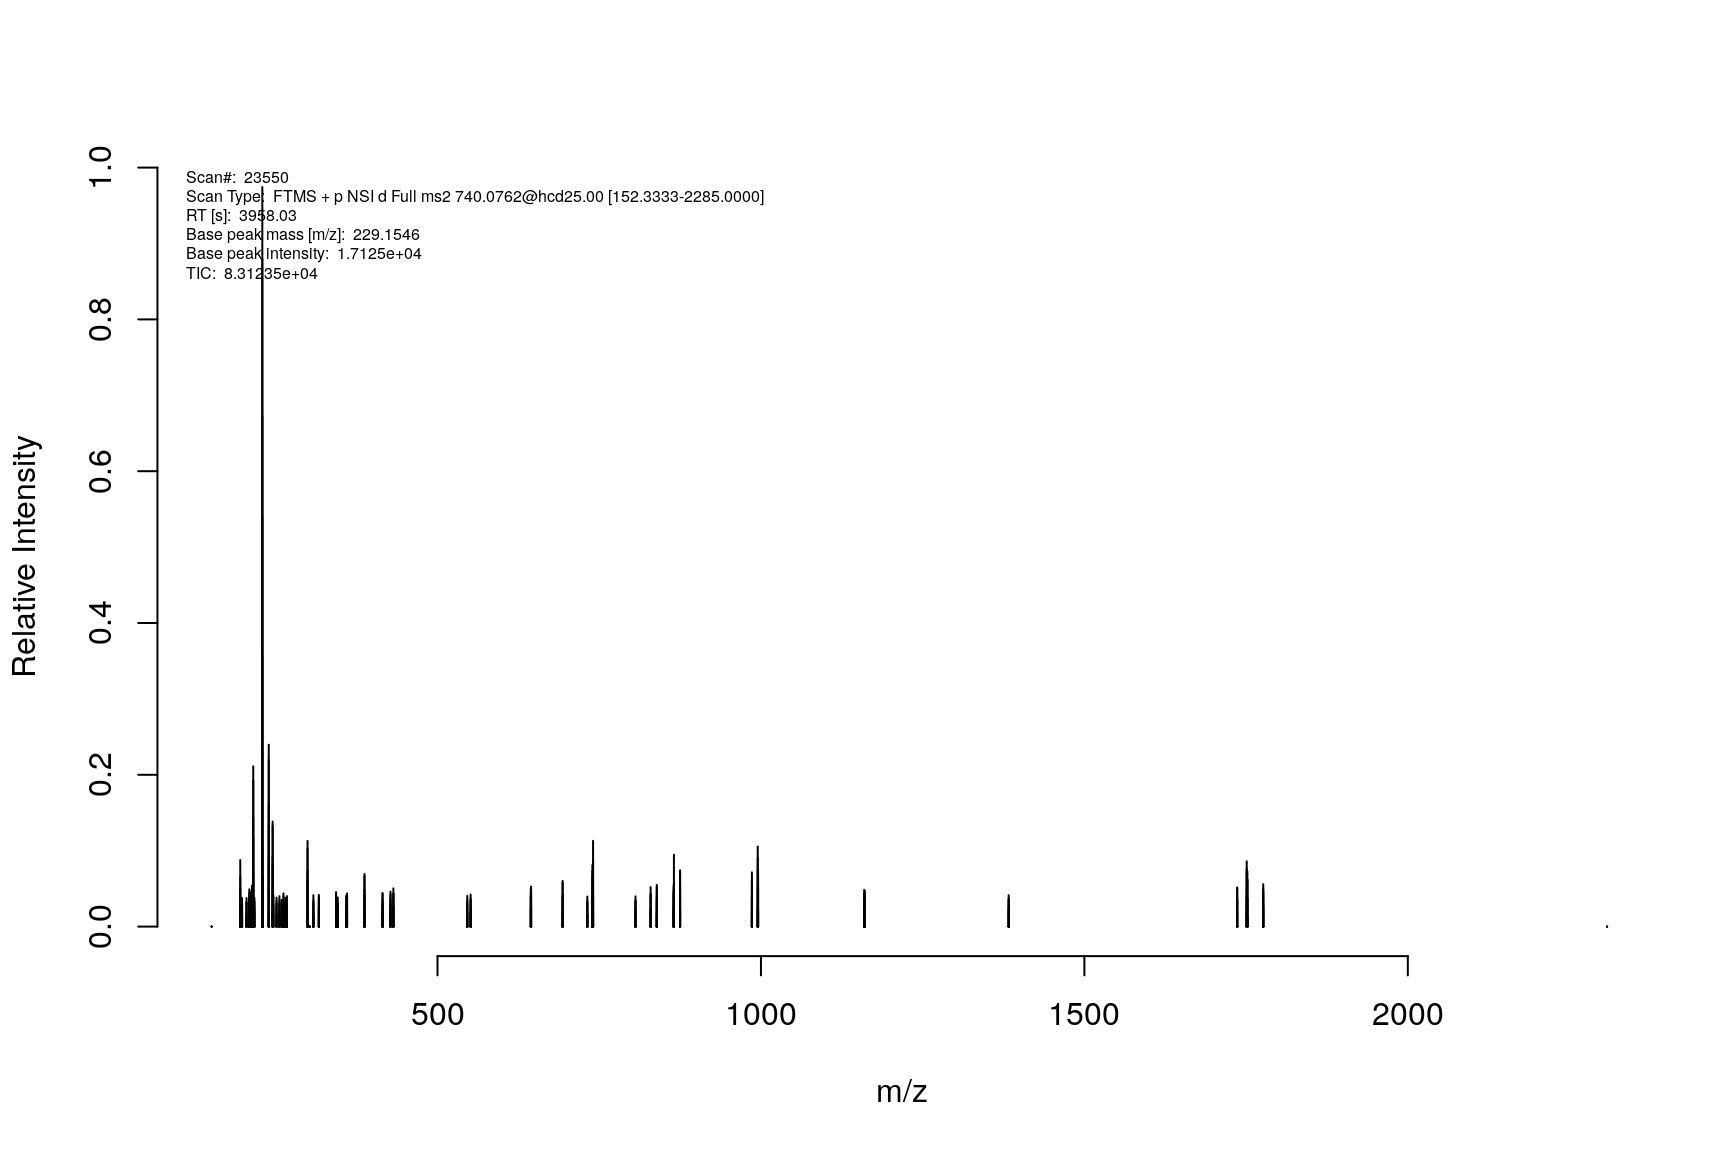 Scan#: 23550
Scan Type: FTMS + p NSI d Full ms2 740.0762@hcd25.00 [152.3333-2285.0000]
RT [s]: 3958.03
Base peak mass [m/z]: 229.1546
Base peak intensity: 1.7125e+04
TIC: 8.31235e+04
1.0
0.8
0.6
0.4
0.2
0.0
Relative Intensity
500 1000 1500 2000
m/z